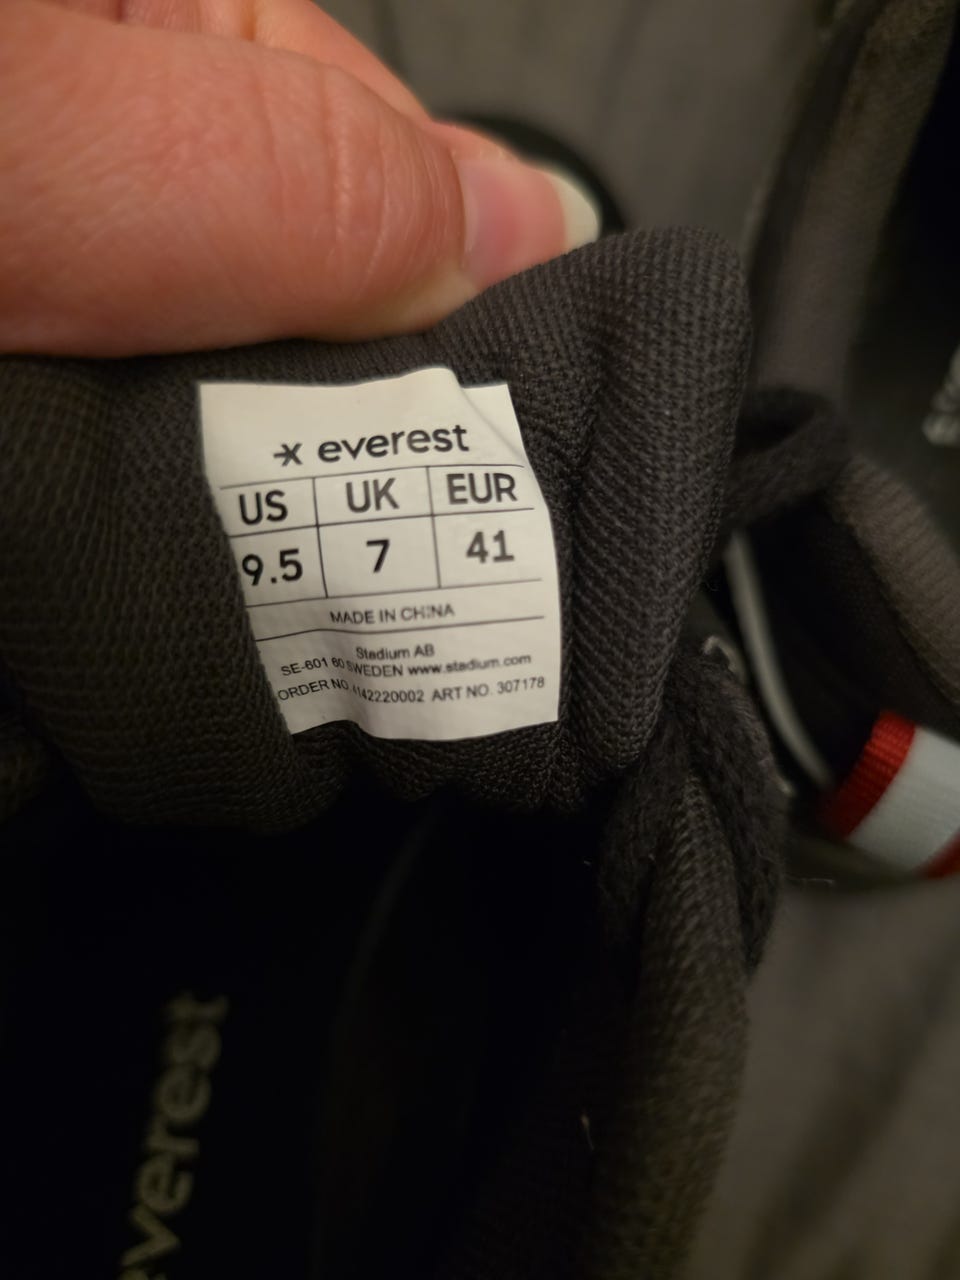 everest
US UK EUR
9.5 7 41
MADE IN CHINA
Stadium AB
SE-601 60 SWEDEN www.stadium.com
ORDER NO. 4142220002 ART NO. 307178
everest